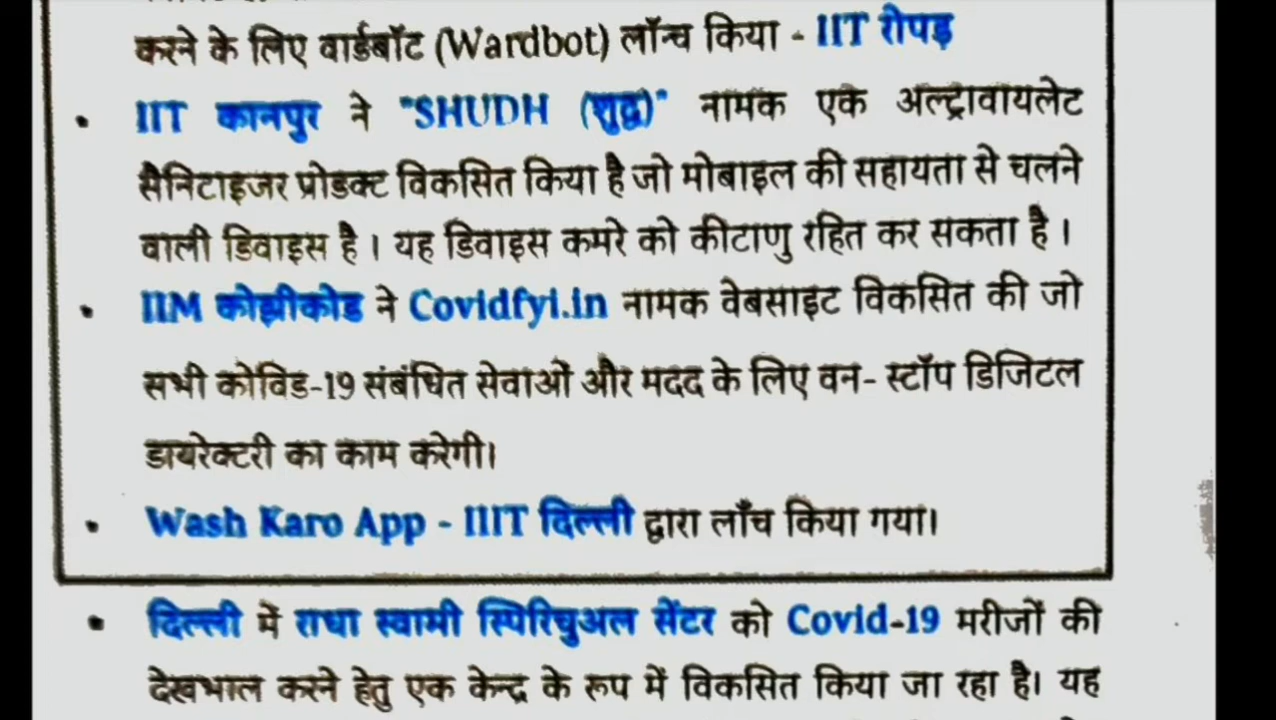 करने के लिए वार्डबॉट (Wardbot) लॉन्च किया - IIT रोपड़
• IIT कानपुर ने "SHUDH (शुद्ध)" नामक एक अल्ट्रावायलेट
सैनिटाइजर प्रोडक्ट विकसित किया है जो मोबाइल की सहायता से चलने
वाली डिवाइस है । यह डिवाइस कमरे को कीटाणु रहित कर सकता है ।
• IIM कोझीकोड ने Covidfyi.in नामक वेबसाइट विकसित की जो
सभी कोविड-19 संबंधित सेवाओं और मदद के लिए वन- स्टॉप डिजिटल
डायरेक्टरी का काम करेगी।
• Wash Karo App - IIIT दिल्ली द्वारा लाँच किया गया।
• दिल्ली में राधा स्वामी स्पिरिचुअल सेंटर को Covid-19 मरीजों की
देखभाल करने हेतु एक केन्द्र के रूप में विकसित किया जा रहा है। यह